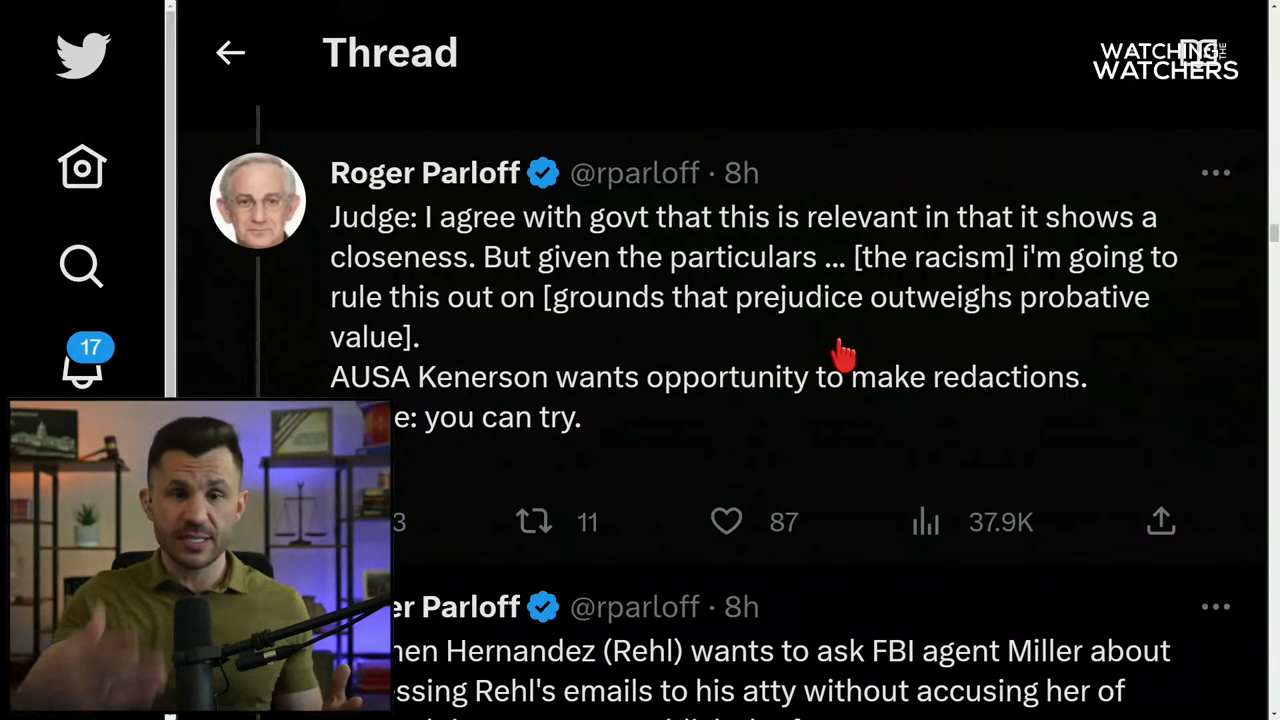 Thread
WATCHING THE
WATCHERS
Roger Parloff @rparloff · 8h
Judge: I agree with govt that this is relevant in that it shows a
closeness. But given the particulars ... [the racism] i'm going to
rule this out on [grounds that prejudice outweighs probative
value].
AUSA Kenerson wants opportunity to make redactions.
e: you can try.
3 11 87 37.9K
17
er Parloff @rparloff · 8h
men Hernandez (Rehl) wants to ask FBI agent Miller about
essing Rehl's emails to his atty without accusing her of